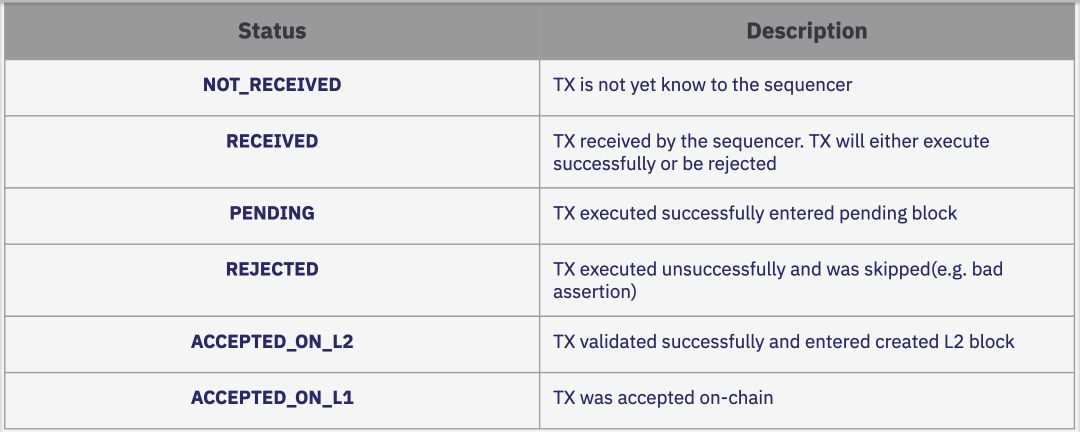 Status Description
NOT_RECEIVED TX is not yet know to the sequencer
RECEIVED TX received by the sequencer. TX will either execute
successfully or be rejected
PENDING TX executed successfully entered pending block
REJECTED TX executed unsuccessfully and was skipped(e.g. bad
assertion)
ACCEPTED_ON_L2 TX validated successfully and entered created L2 block
ACCEPTED_ON_L1 TX was accepted on-chain